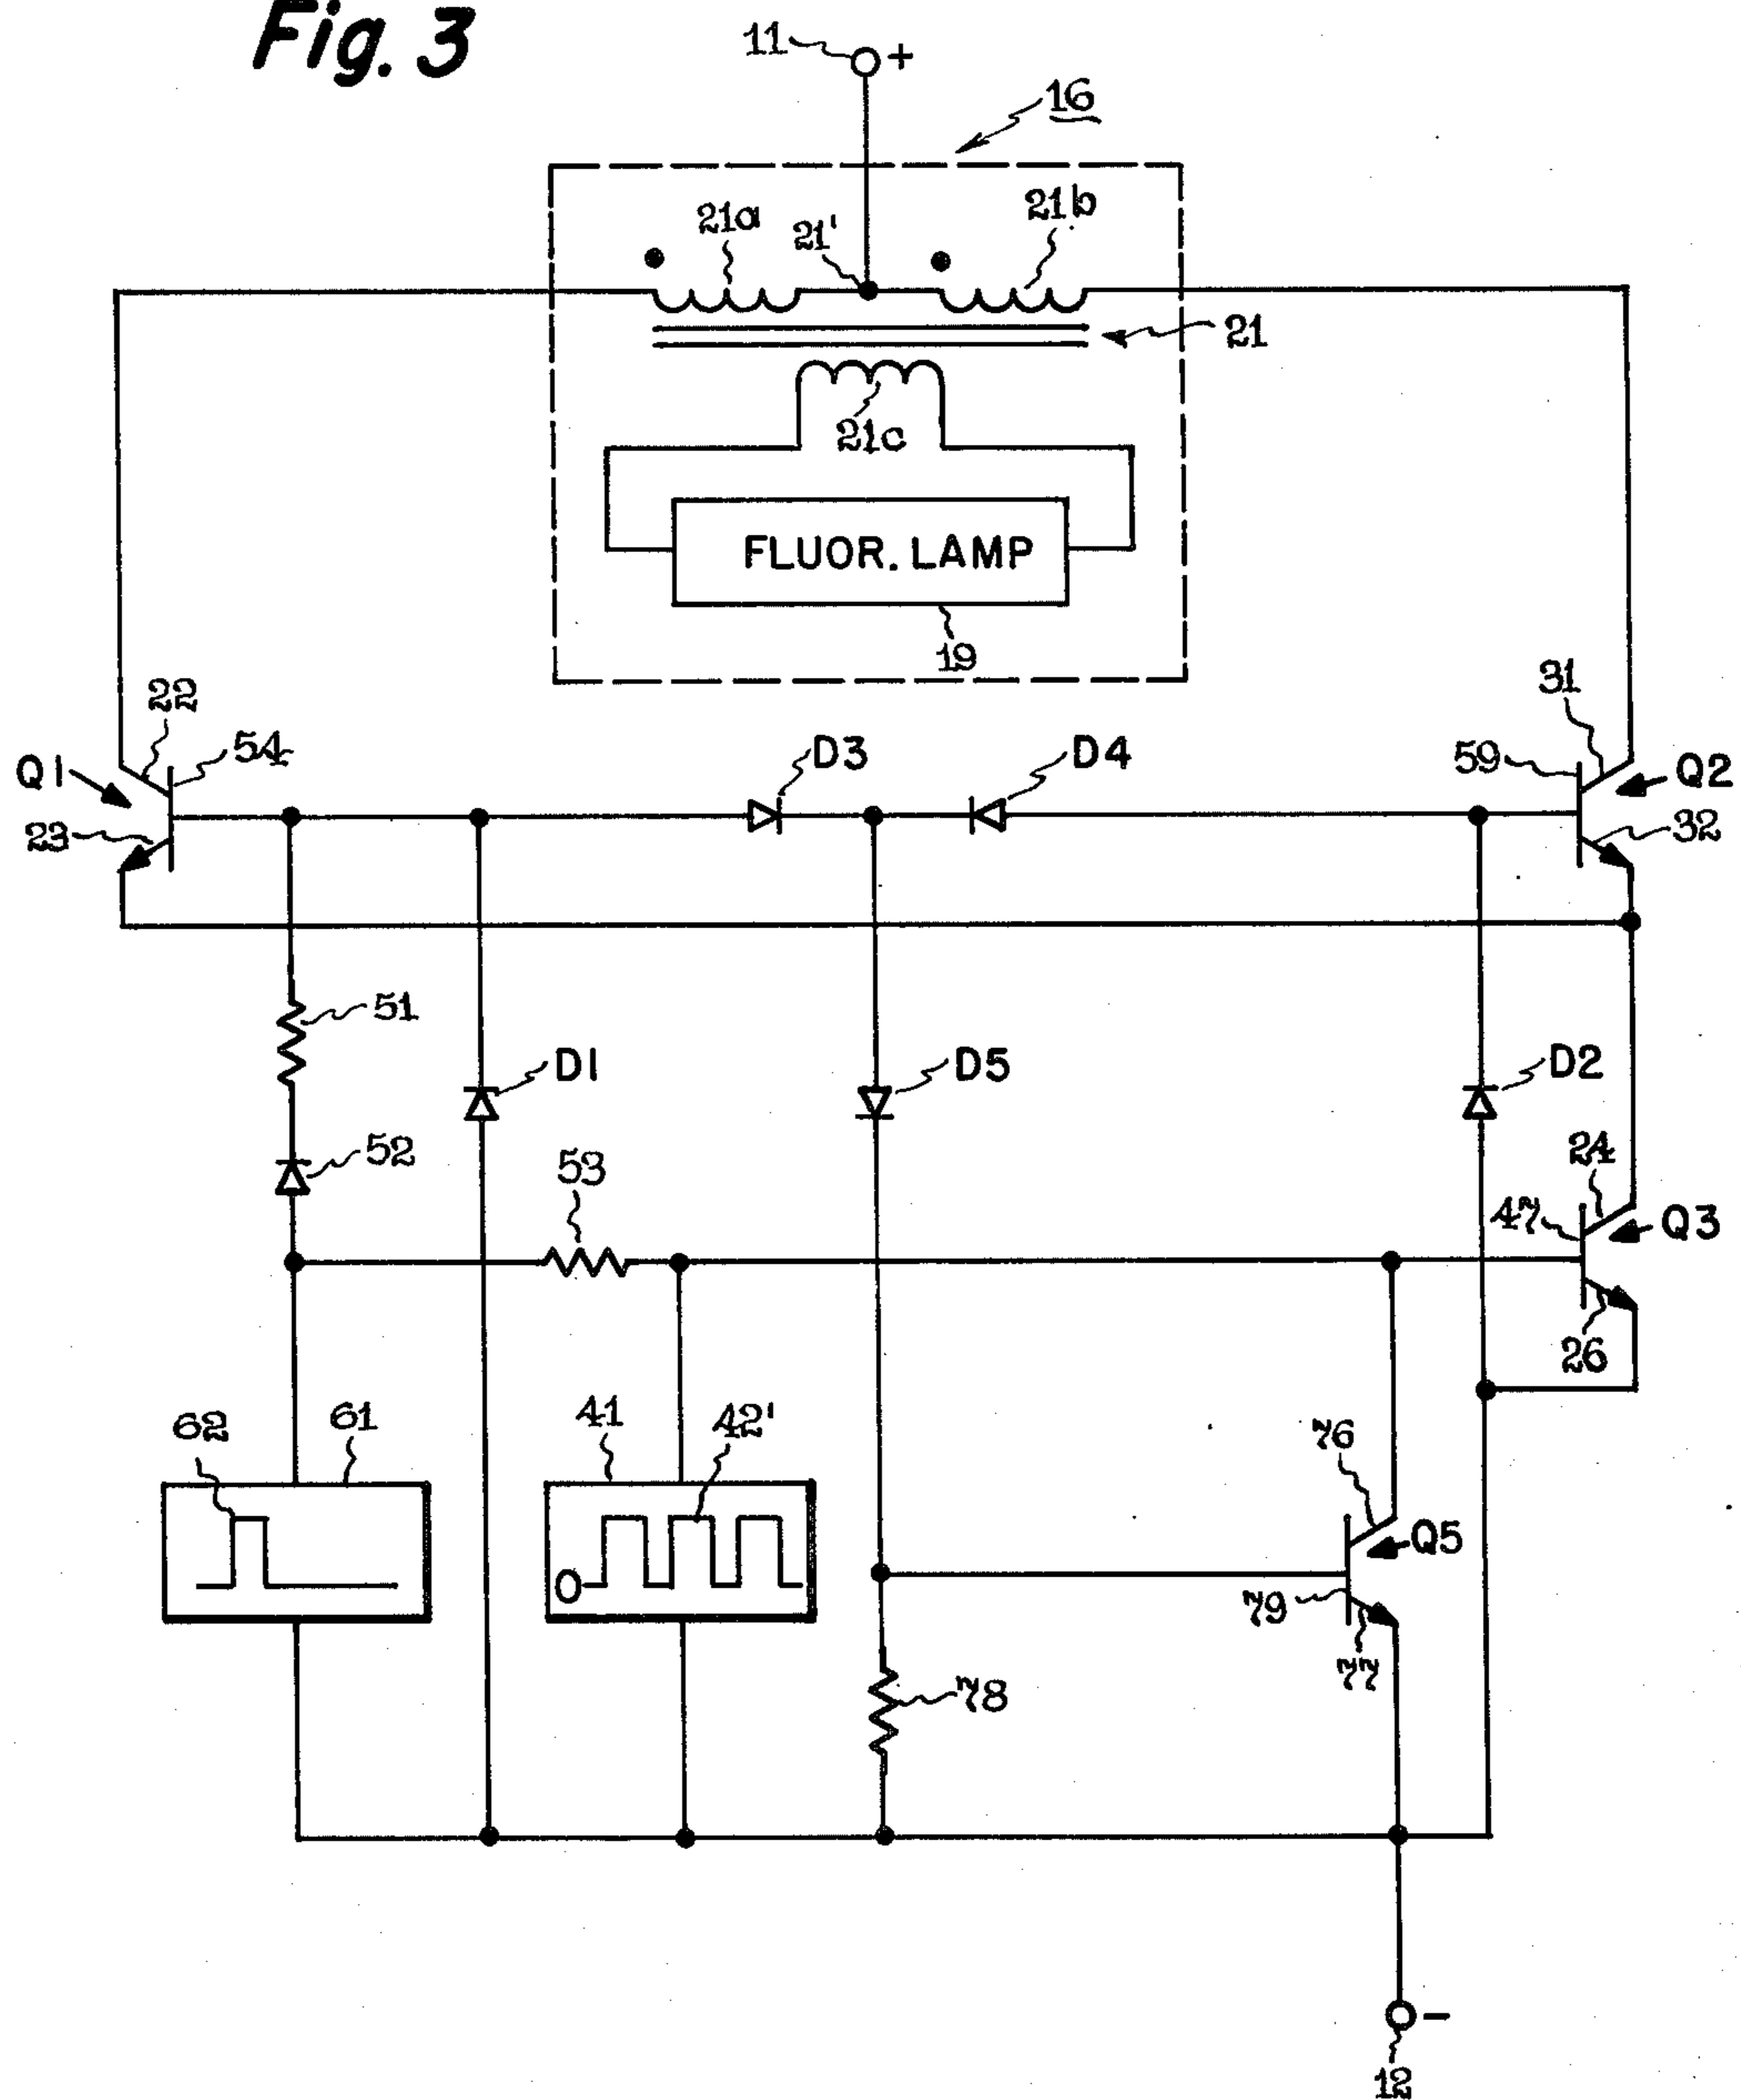 Fig. 3
11 +
16
21a 21' 21b
21
21c
FLUOR. LAMP
19
22 31
54 D3 D4 59
Q1 Q2
23 32
51
D1 D5 D2
52 53 24
47 Q3
26
62 61 41 42' 76
Q5
0
79
77
78
-
12